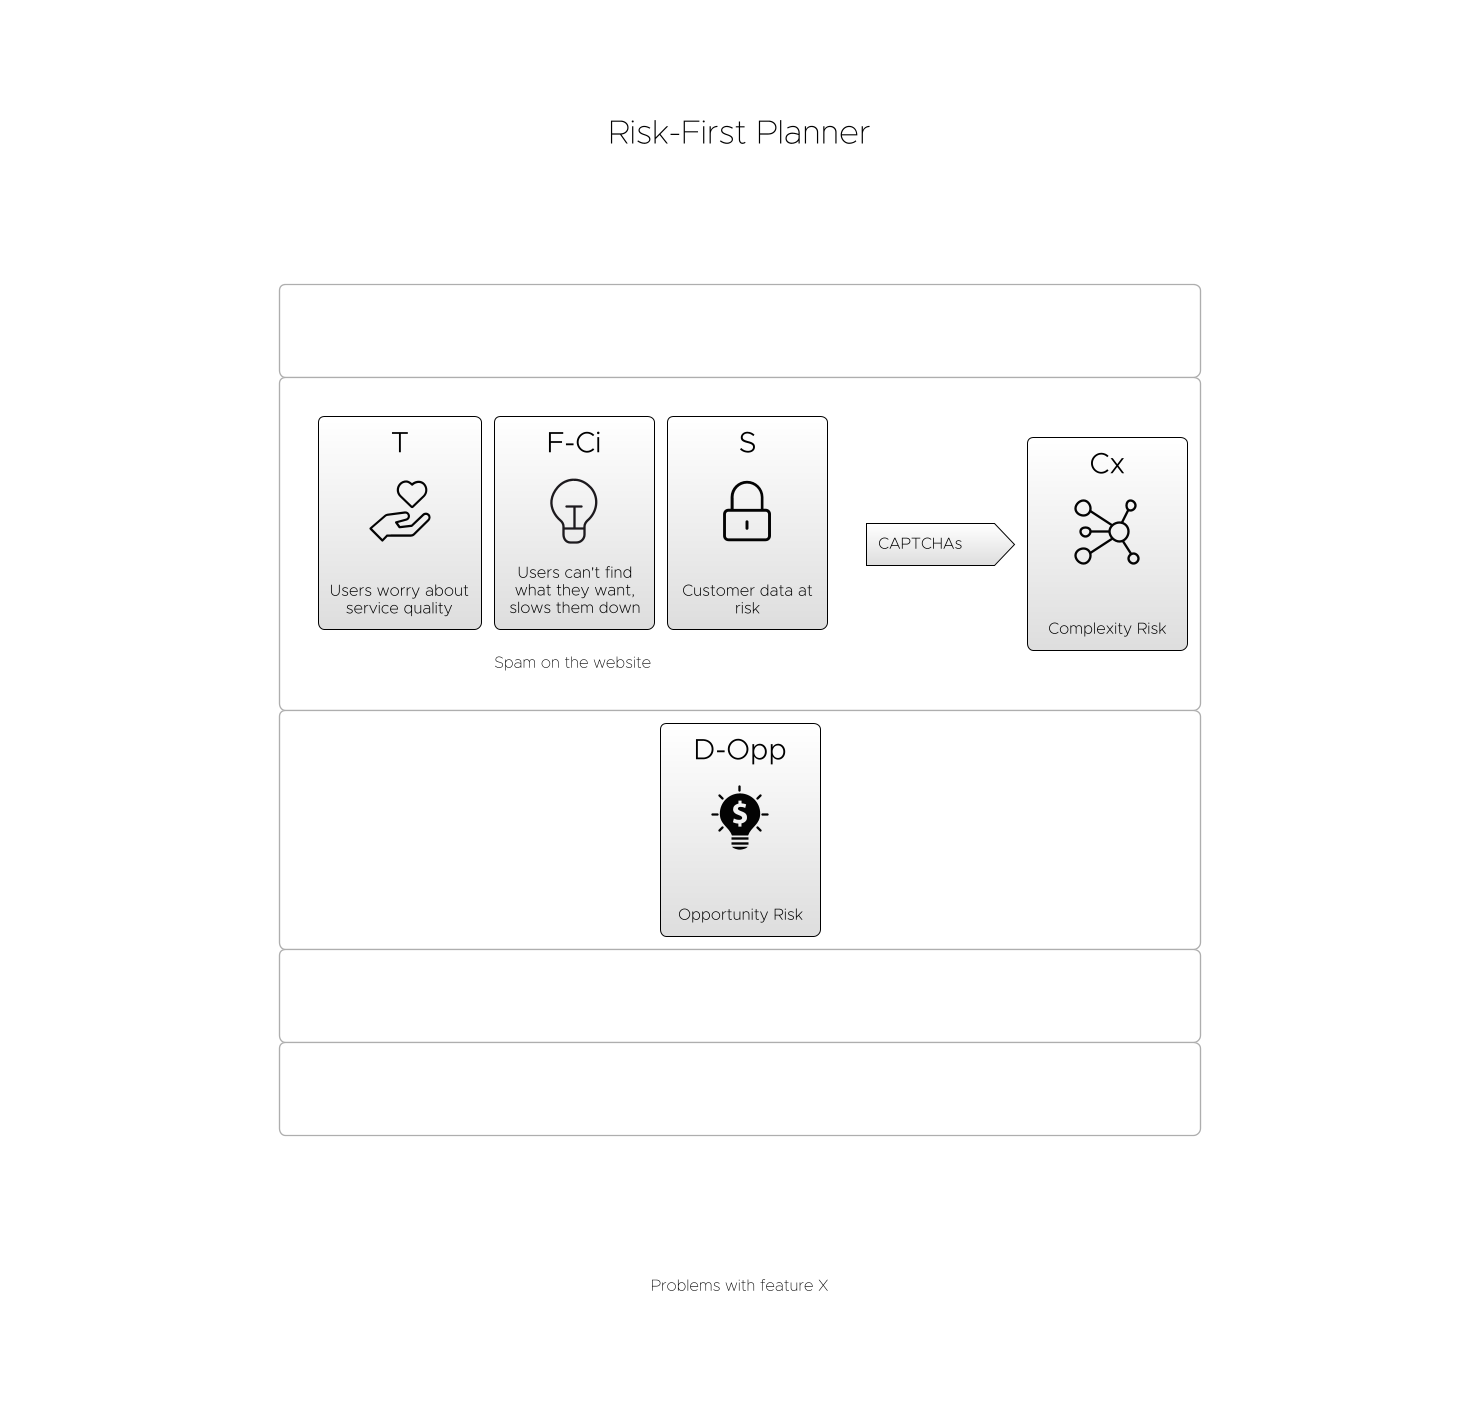 Risk-First Planner
T
Users worry about
service quality
F-Ci
Users can't find
what they want,
slows them down
S
Customer data at
risk
Spam on the website
CAPTCHAs
Cx
Complexity Risk
D-Opp
$
Opportunity Risk
Problems with feature X